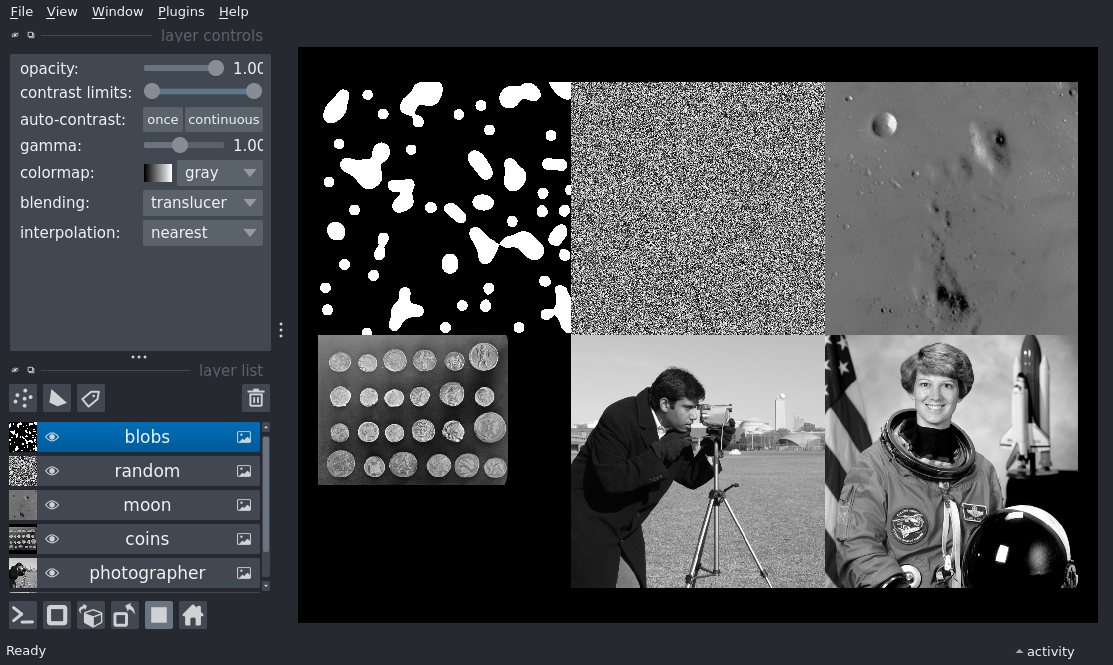 File View Window Plugins Help
layer controls
opacity: 1.00
contrast limits:
auto-contrast: once continuous
gamma: 1.00
colormap: gray
blending: translucer
interpolation: nearest
layer list
blobs
random
moon
coins
photographer
Ready
activity